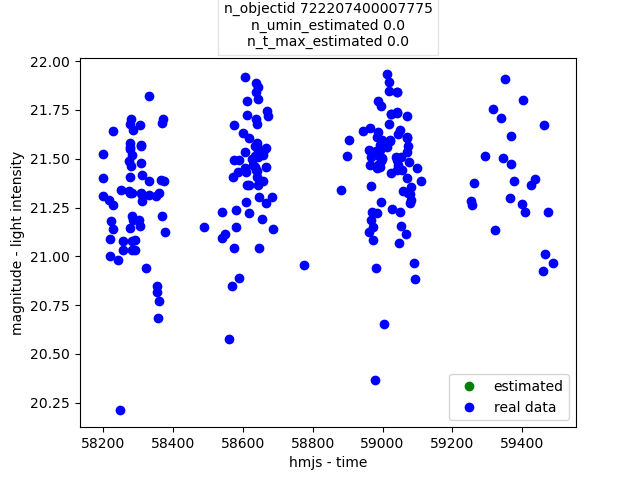 n_objectid 722207400007775
n_umin_estimated 0.0
n_t_max_estimated 0.0
magnitude - light intensity
22.00
21.75
21.50
21.25
21.00
20.75
20.50
20.25
estimated
real data
58200 58400 58600 58800 59000 59200 59400
hmjs - time